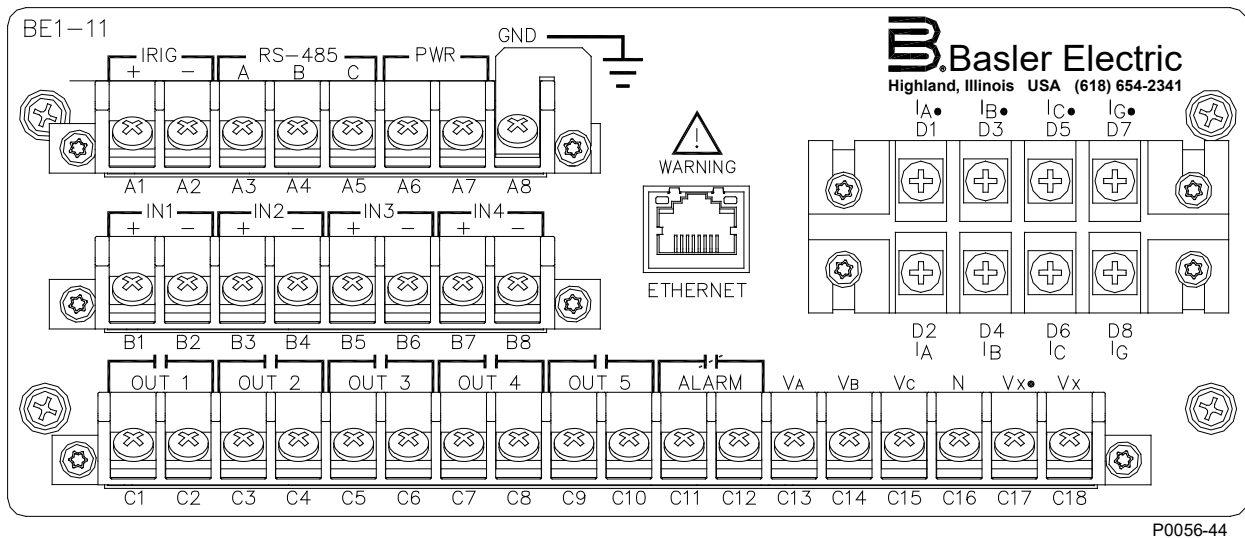 BE1-11
GND
IRIG RS-485 PWR
+ - A B C
A1 A2 A3 A4 A5 A6 A7 A8
B.Basler Electric
Highland, Illinois USA (618) 654-2341
IA• IB• IC• IG•
D1 D3 D5 D7
WARNING
ETHERNET
IN1 IN2 IN3 IN4
+ - + - + - + -
B1 B2 B3 B4 B5 B6 B7 B8
D2 D4 D6 D8
IA IB IC IG
OUT 1 OUT 2 OUT 3 OUT 4 OUT 5 ALARM VA VB VC N VX• VX
C1 C2 C3 C4 C5 C6 C7 C8 C9 C10 C11 C12 C13 C14 C15 C16 C17 C18
P0056-44